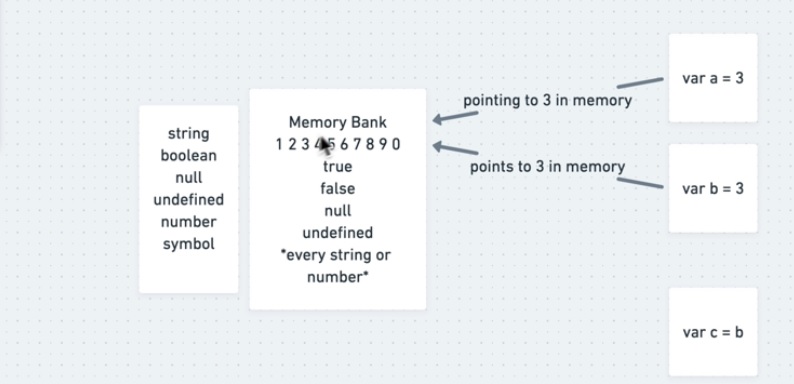 string
boolean
null
undefined
number
symbol
Memory Bank
1 2 3 4 5 6 7 8 9 0
true
false
null
undefined
*every string or
number*
pointing to 3 in memory
points to 3 in memory
var a = 3
var b = 3
var c = b